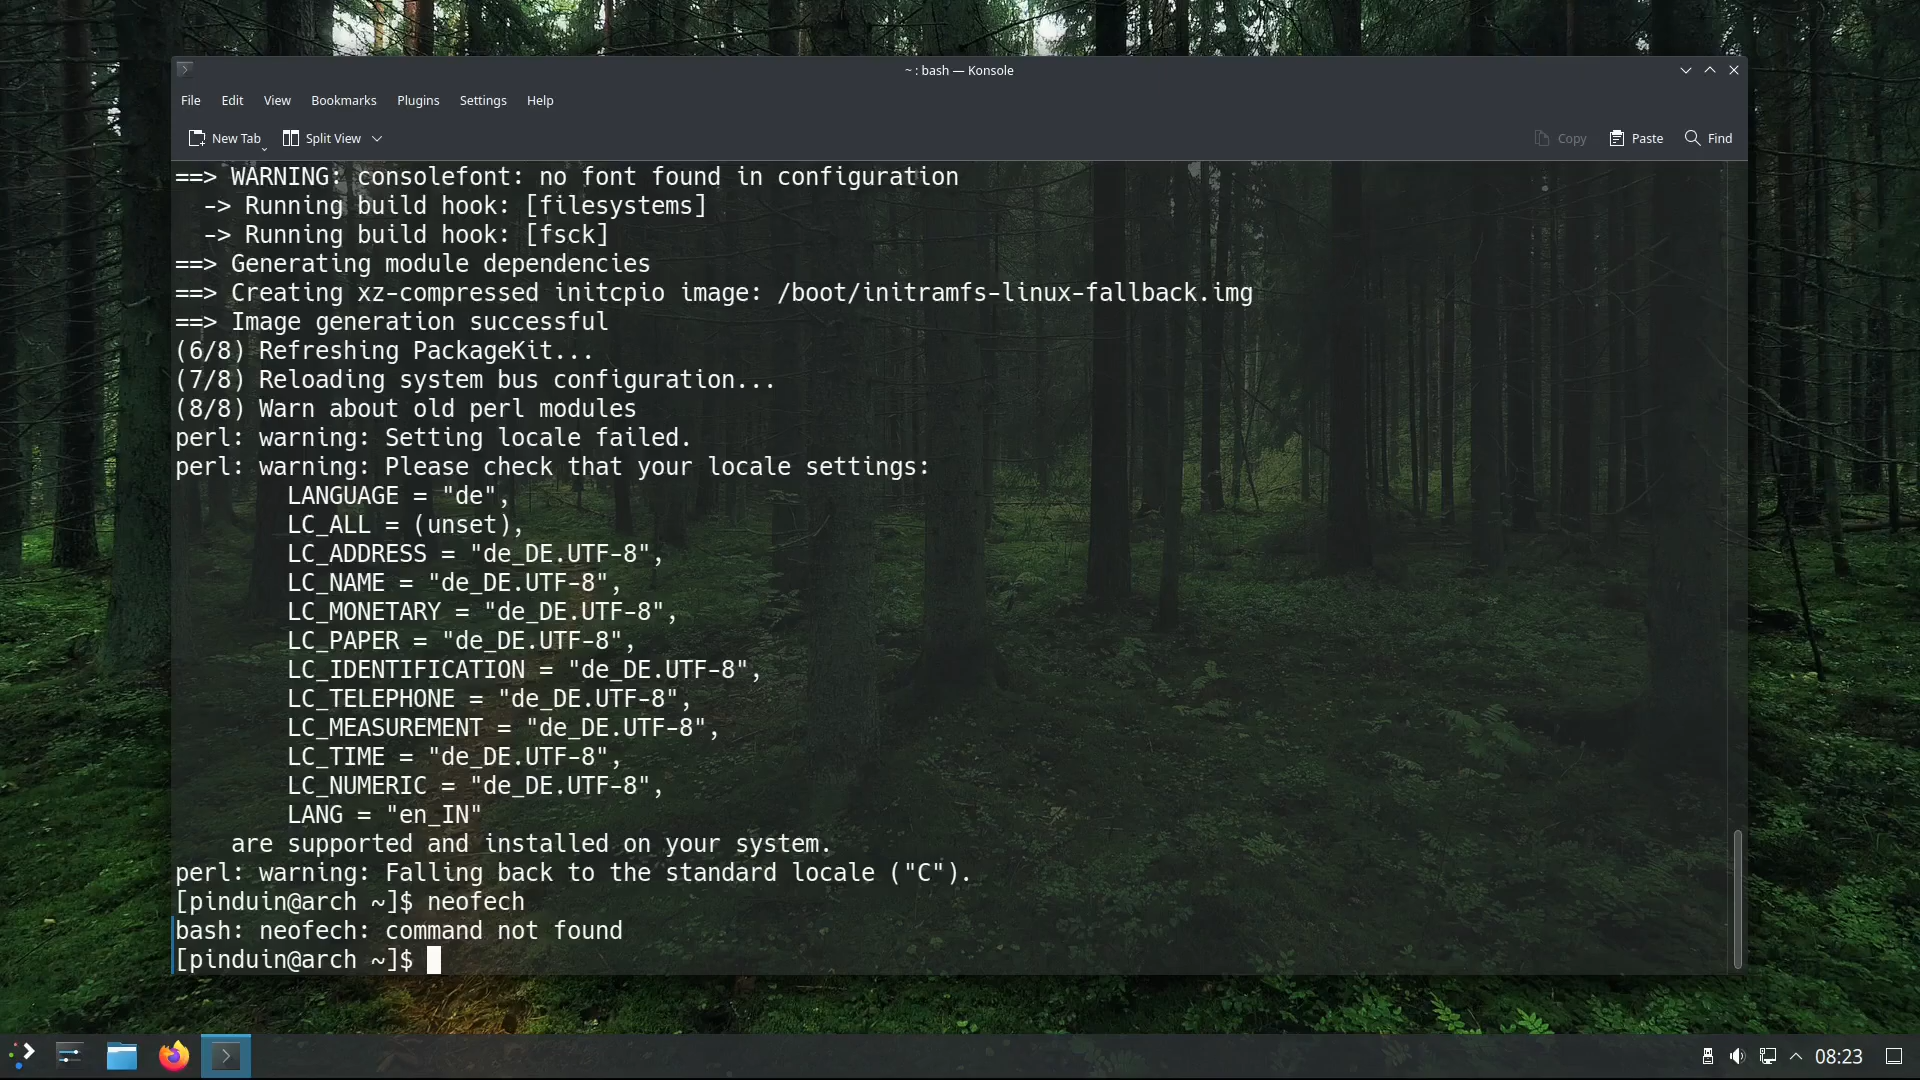 ~ : bash — Konsole
File Edit View Bookmarks Plugins Settings Help
New Tab Split View Copy Paste Find
==> WARNING: consolefont: no font found in configuration
  -> Running build hook: [filesystems]
  -> Running build hook: [fsck]
==> Generating module dependencies
==> Creating xz-compressed initcpio image: /boot/initramfs-linux-fallback.img
==> Image generation successful
(6/8) Refreshing PackageKit...
(7/8) Reloading system bus configuration...
(8/8) Warn about old perl modules
perl: warning: Setting locale failed.
perl: warning: Please check that your locale settings:
        LANGUAGE = "de",
        LC_ALL = (unset),
        LC_ADDRESS = "de_DE.UTF-8",
        LC_NAME = "de_DE.UTF-8",
        LC_MONETARY = "de_DE.UTF-8",
        LC_PAPER = "de_DE.UTF-8",
        LC_IDENTIFICATION = "de_DE.UTF-8",
        LC_TELEPHONE = "de_DE.UTF-8",
        LC_MEASUREMENT = "de_DE.UTF-8",
        LC_TIME = "de_DE.UTF-8",
        LC_NUMERIC = "de_DE.UTF-8",
        LANG = "en_IN"
    are supported and installed on your system.
perl: warning: Falling back to the standard locale ("C").
[pinduin@arch ~]$ neofech
bash: neofech: command not found
[pinduin@arch ~]$
08:23